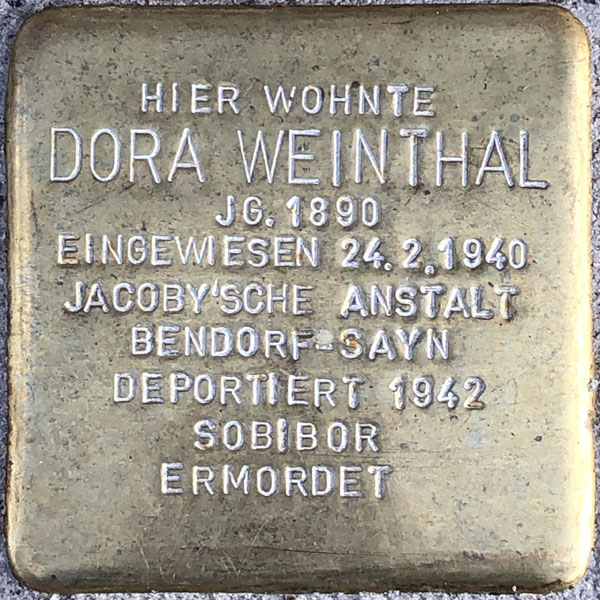 HIER WOHNTE
DORA WEINTHAL
JG. 1890
EINGEWIESEN 24.2.1940
JACOBY'SCHE ANSTALT
BENDORF-SAYN
DEPORTIERT 1942
SOBIBOR
ERMORDET